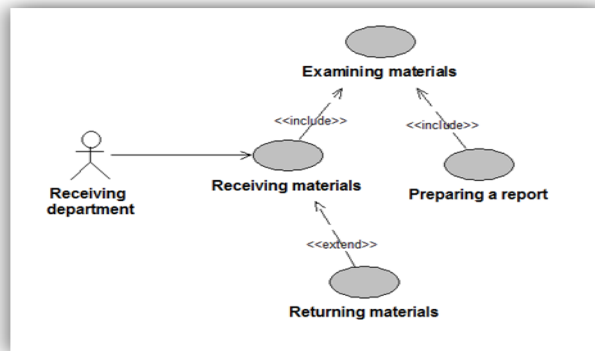 Examining materials
<<include>>
<<include>>
Receiving
department
Receiving materials
Preparing a report
<<extend>>
Returning materials